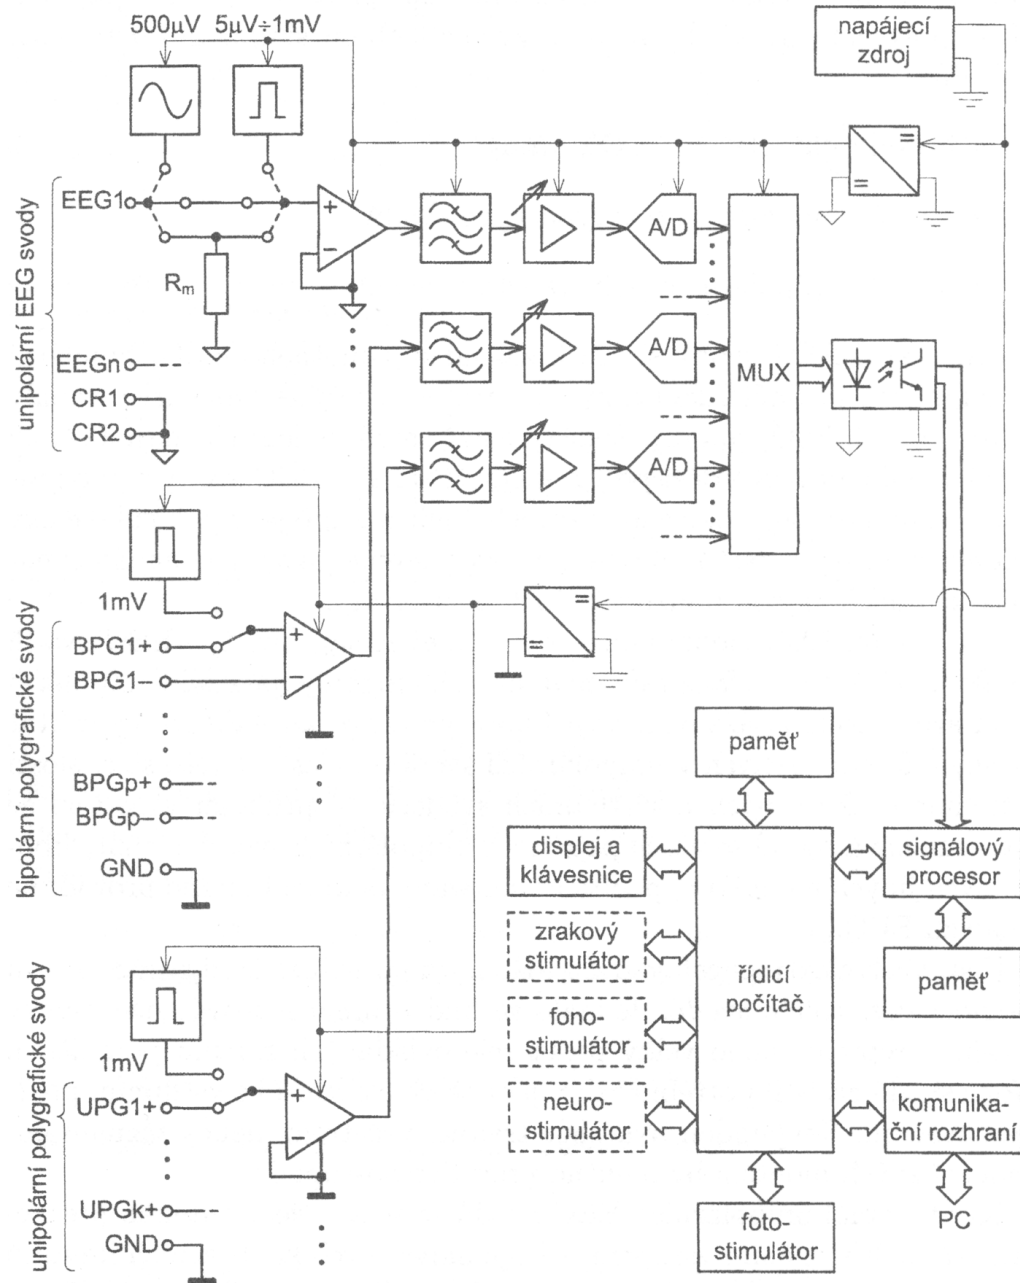 500µV
5µV÷1mV
napájecí
zdroj
unipolární EEG svody
EEG1
R_m
EEGn
CR1
CR2
A/D
A/D
A/D
MUX
bipolární polygrafické svody
1mV
BPG1+
BPG1–
BPGp+
BPGp–
GND
unipolární polygrafické svody
1mV
UPG1+
UPGk+
GND
paměť
displej a
klávesnice
zrakový
stimulátor
fono-
stimulátor
neuro-
stimulátor
řídicí
počítač
signálový
procesor
paměť
komunika-
ční rozhraní
PC
foto-
stimulátor